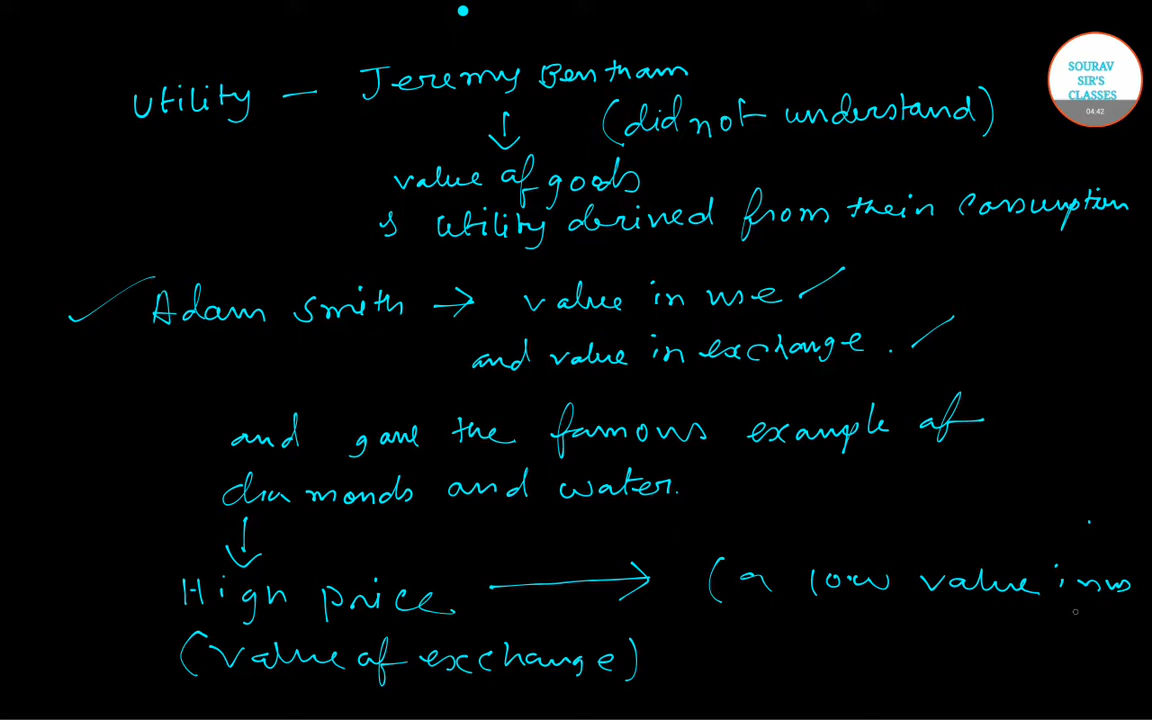 SOURAV
SIR'S
CLASSES
04:42
Utility — Jeremy Bentham
(did not understand)
value of goods
is utility derived from their consumption
Adam Smith → value in use
and value in exchange.
and gave the famous example of
diamonds and water.
High price → (a low value in us
(value of exchange)